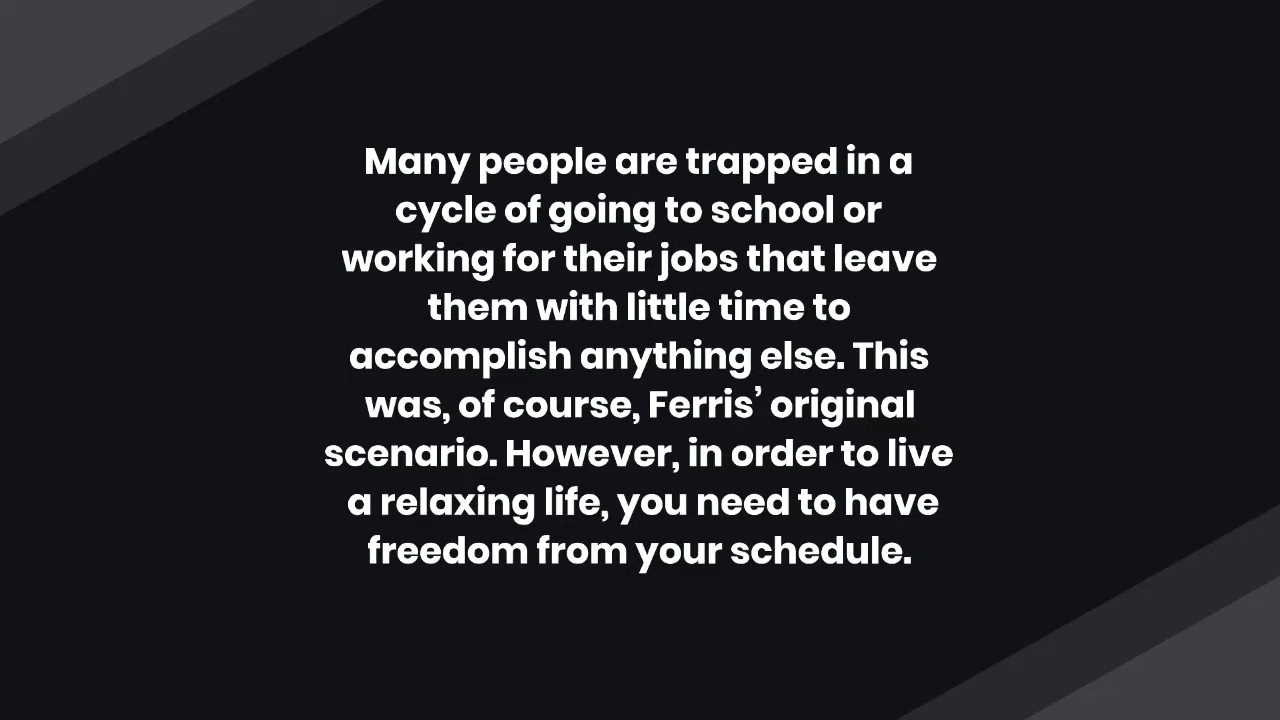 Many people are trapped in a
cycle of going to school or
working for their jobs that leave
them with little time to
accomplish anything else. This
was, of course, Ferris’ original
scenario. However, in order to live
a relaxing life, you need to have
freedom from your schedule.